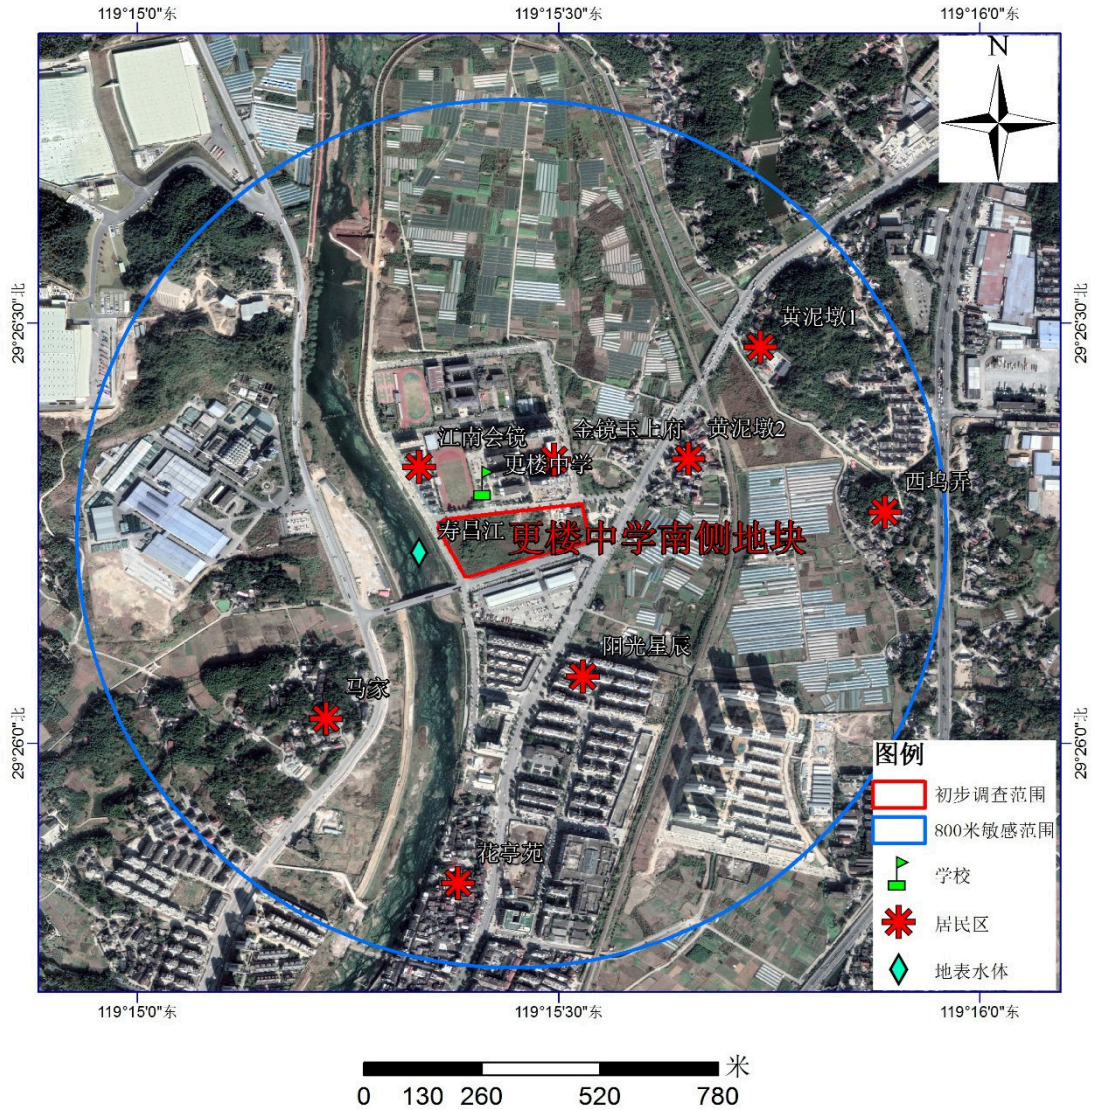 119°15'0"东
119°15'30"东
119°16'0"东
N
29°26'30"北
29°26'30"北
黄泥墩1
江南会镜
金镜玉上府
黄泥墩2
更楼中学
西坞弄
寿昌江
更楼中学南侧地块
阳光星辰
马家
29°26'0"北
29°26'0"北
花亭苑
图例
初步调查范围
800米敏感范围
学校
居民区
地表水体
119°15'0"东
119°15'30"东
119°16'0"东
米
0 130 260 520 780